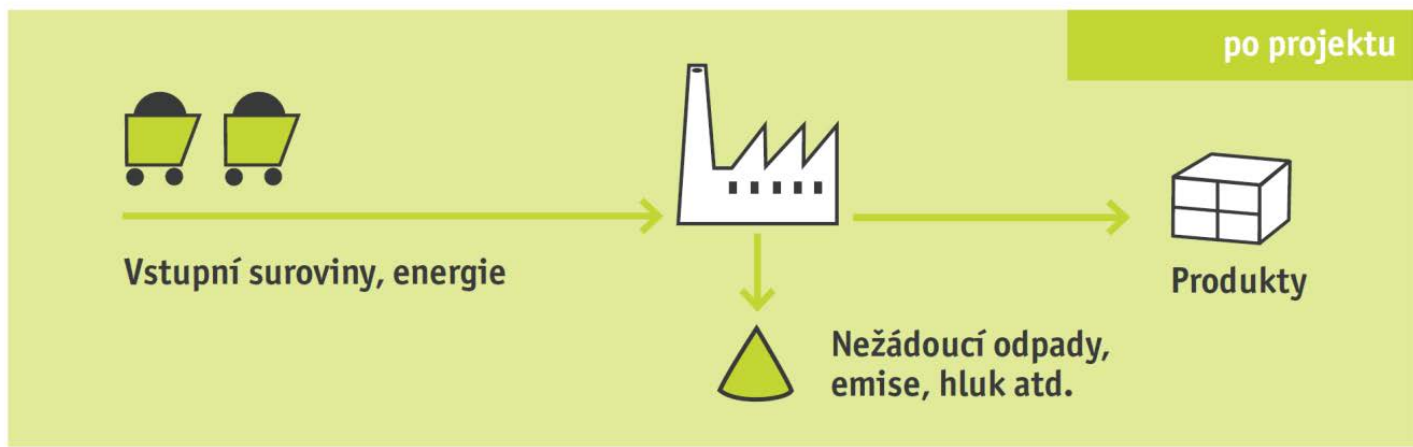 po projektu
Vstupní suroviny, energie
Produkty
Nežádoucí odpady,
emise, hluk atd.